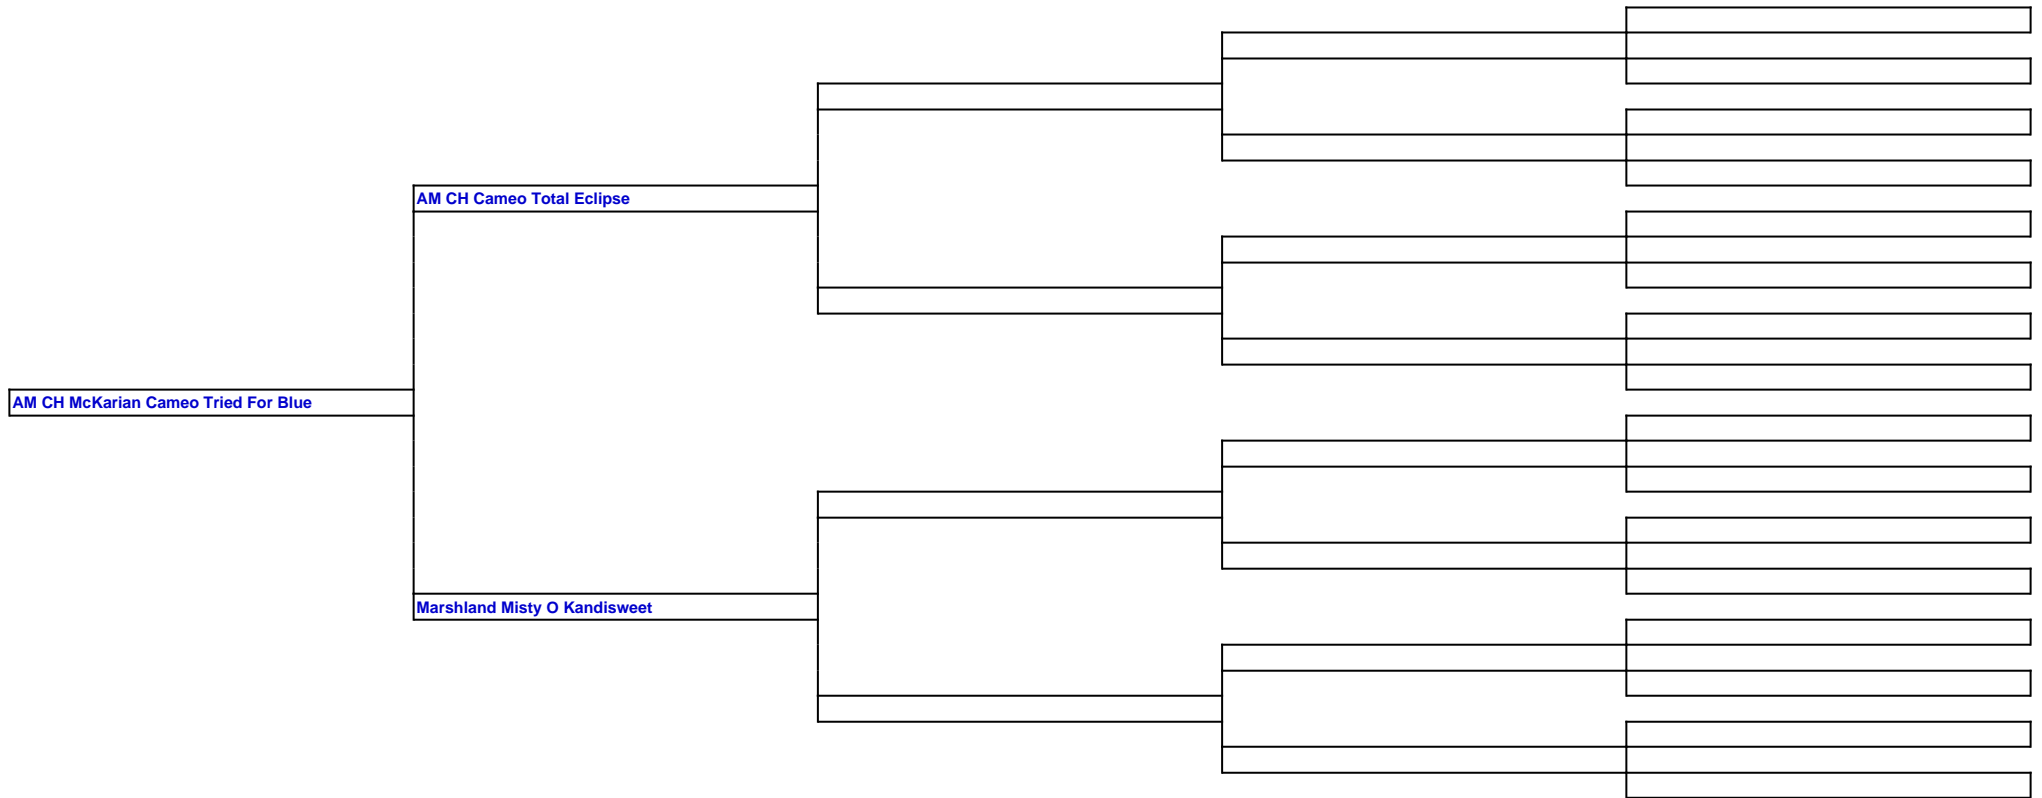 AM CH Cameo Total Eclipse
AM CH McKarian Cameo Tried For Blue
Marshland Misty O Kandisweet